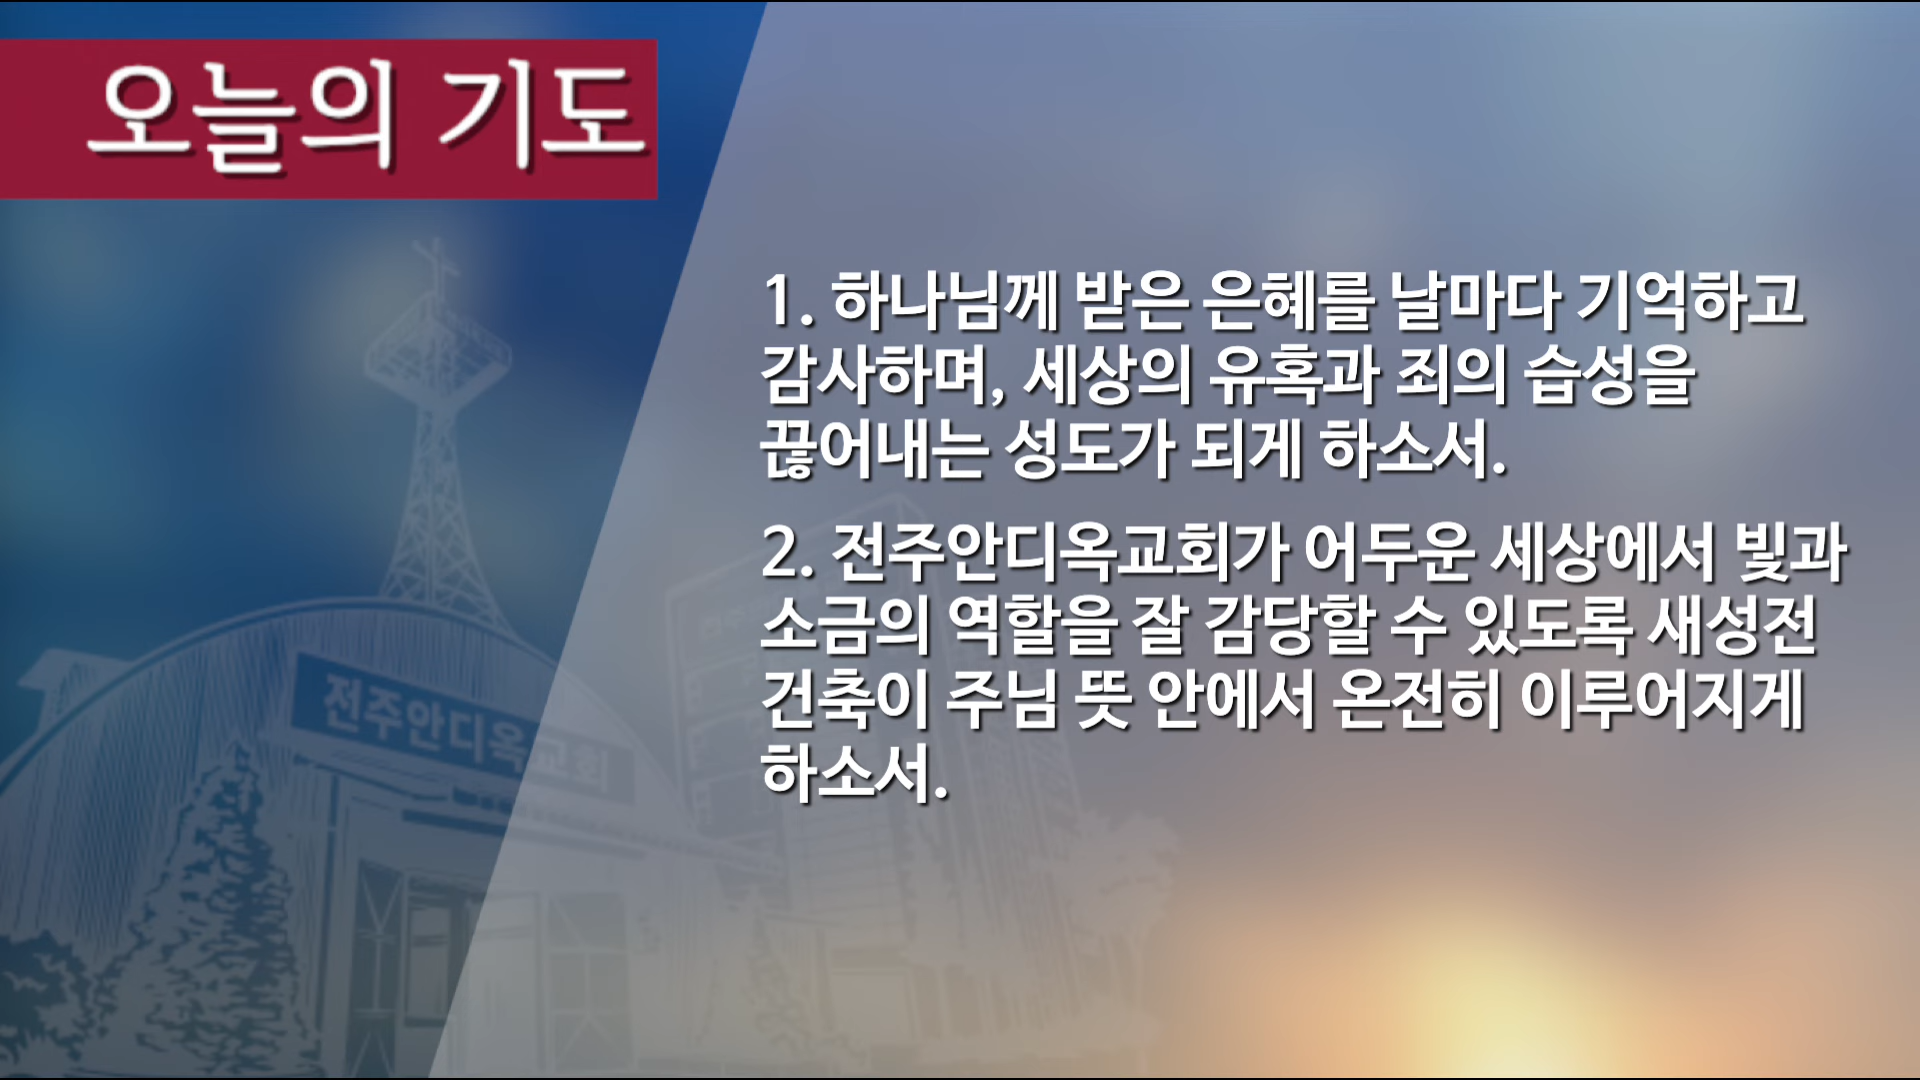 오늘의 기도
1. 하나님께 받은 은혜를 날마다 기억하고
감사하며, 세상의 유혹과 죄의 습성을
끊어내는 성도가 되게 하소서.
2. 전주안디옥교회가 어두운 세상에서 빛과
소금의 역할을 잘 감당할 수 있도록 새성전
건축이 주님 뜻 안에서 온전히 이루어지게
하소서.
전주안디옥교회